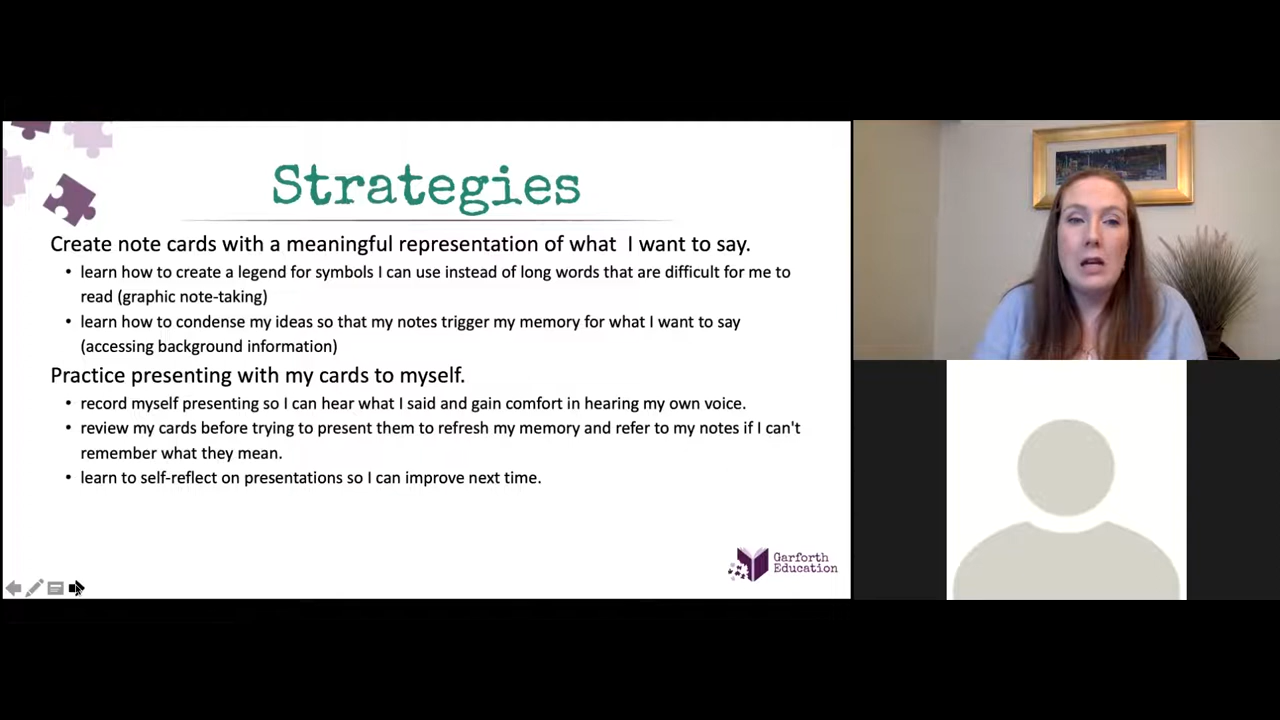 Strategies
Create note cards with a meaningful representation of what  I want to say.
• learn how to create a legend for symbols I can use instead of long words that are difficult for me to
read (graphic note-taking)
• learn how to condense my ideas so that my notes trigger my memory for what I want to say
(accessing background information)
Practice presenting with my cards to myself.
• record myself presenting so I can hear what I said and gain comfort in hearing my own voice.
• review my cards before trying to present them to refresh my memory and refer to my notes if I can't
remember what they mean.
• learn to self-reflect on presentations so I can improve next time.
Garforth
Education